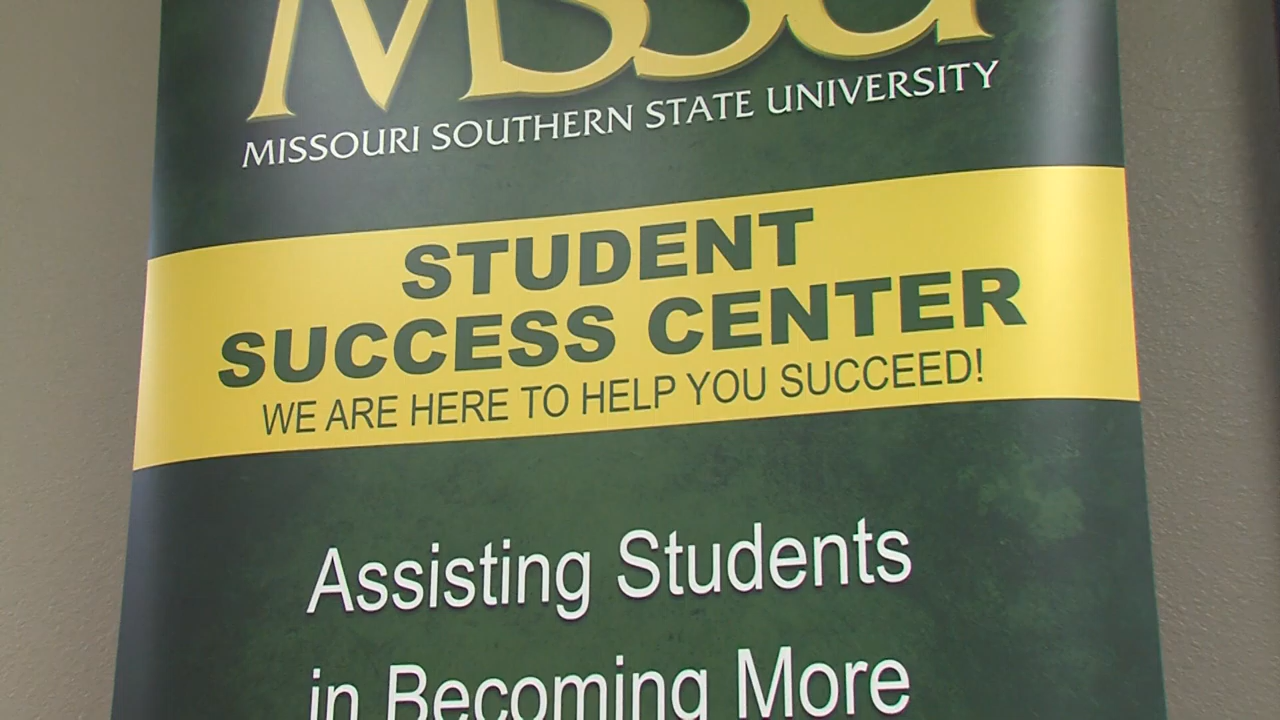 MSSU
MISSOURI SOUTHERN STATE UNIVERSITY
STUDENT
SUCCESS CENTER
WE ARE HERE TO HELP YOU SUCCEED!
Assisting Students
in Becoming More